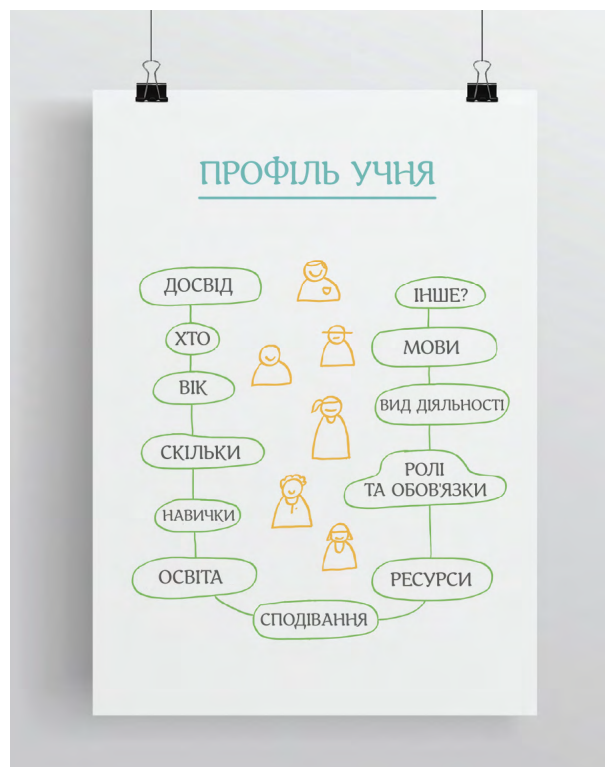 ПРОФІЛЬ УЧНЯ
ДОСВІД
ХТО
ВІК
СКІЛЬКИ
НАВИЧКИ
ОСВІТА
СПОДІВАННЯ
РЕСУРСИ
РОЛІ
ТА ОБОВ'ЯЗКИ
ВИД ДІЯЛЬНОСТІ
МОВИ
ІНШЕ?